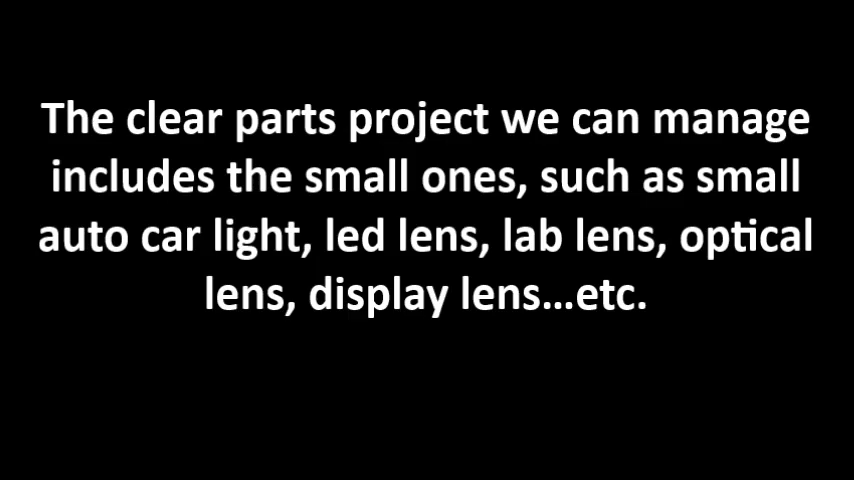 The clear parts project we can manage
includes the small ones, such as small
auto car light, led lens, lab lens, optical
lens, display lens...etc.